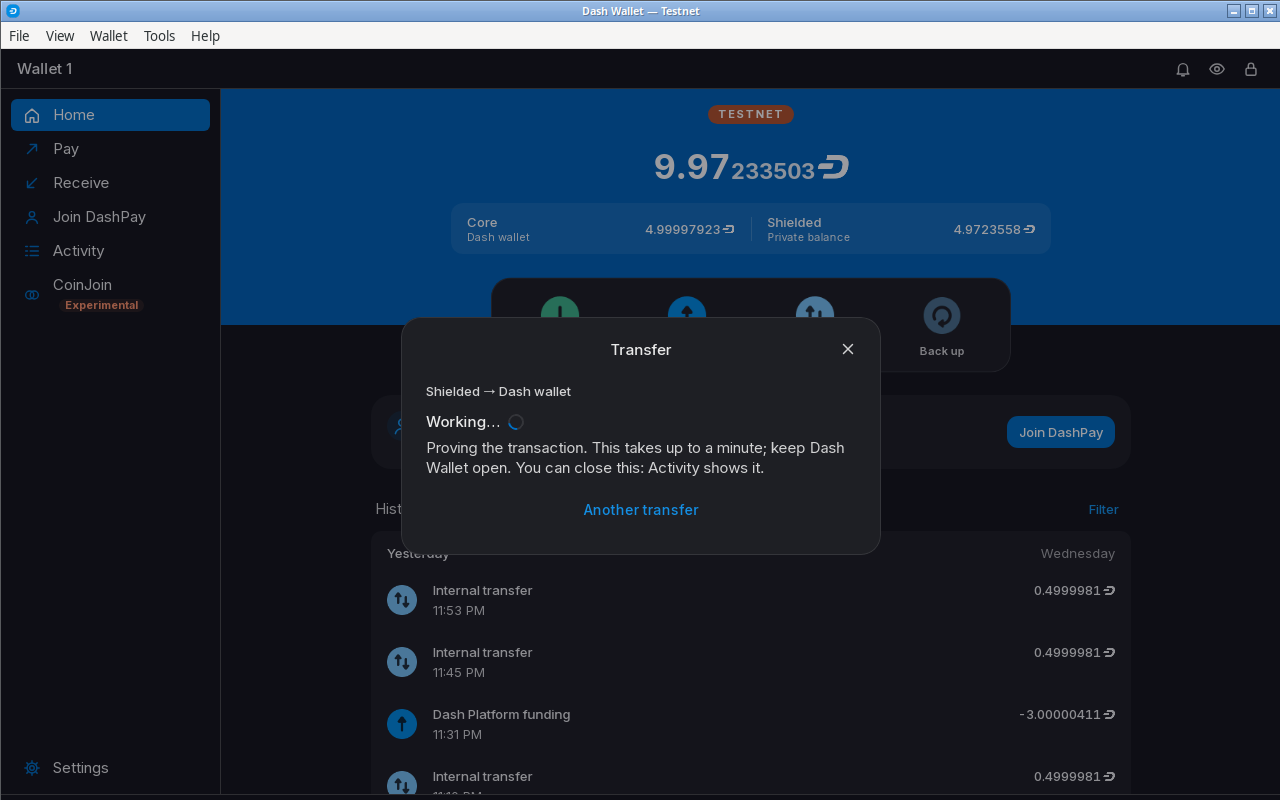 Dash Wallet — Testnet
File View Wallet Tools Help
Wallet 1
Home
Pay
Receive
Join DashPay
Activity
CoinJoin
Experimental
Settings
TESTNET
9.97233503
Core
Dash wallet
4.99997923
Shielded
Private balance
4.9723558
Back up
Transfer
Shielded → Dash wallet
Working…
Proving the transaction. This takes up to a minute; keep Dash
Wallet open. You can close this: Activity shows it.
Another transfer
Join DashPay
Filter
Yesterday
Wednesday
Internal transfer
0.4999981
11:53 PM
Internal transfer
0.4999981
11:45 PM
Dash Platform funding
-3.00000411
11:31 PM
Internal transfer
0.4999981